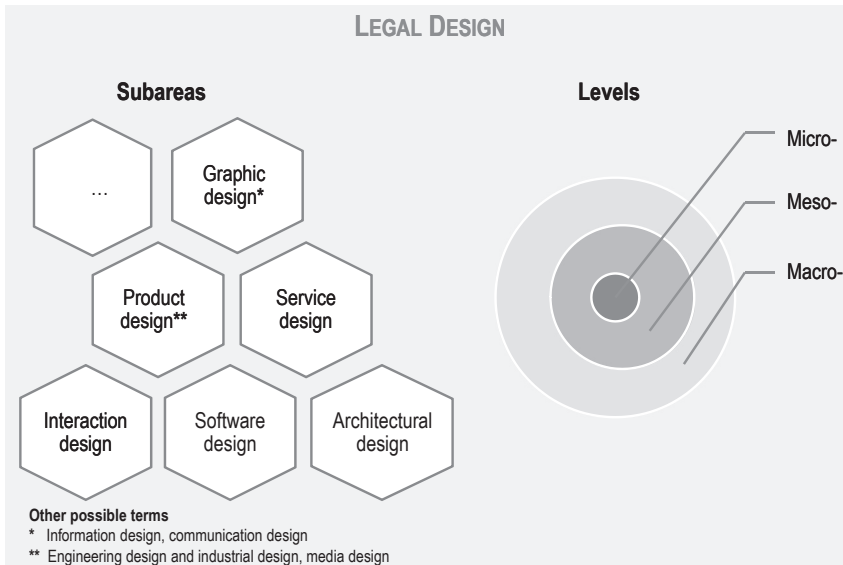 LEGAL DESIGN
Subareas
...
Graphic
design*
Product
design**
Service
design
Interaction
design
Software
design
Architectural
design
Levels
Micro-
Meso-
Macro-
Other possible terms
* Information design, communication design
** Engineering design and industrial design, media design